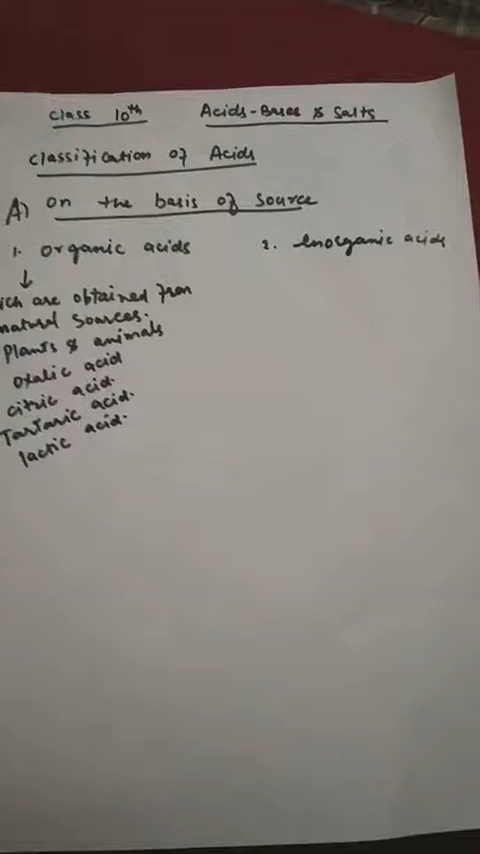 Class 10th Acids-Bases & Salts
Classification of Acids
A) on the basis of source
1. organic acids 2. Inorganic acids
↓
ich are obtained from
natural sources.
Plants & animals
oxalic acid
citric acid.
Tartaric acid.
lactic acid.